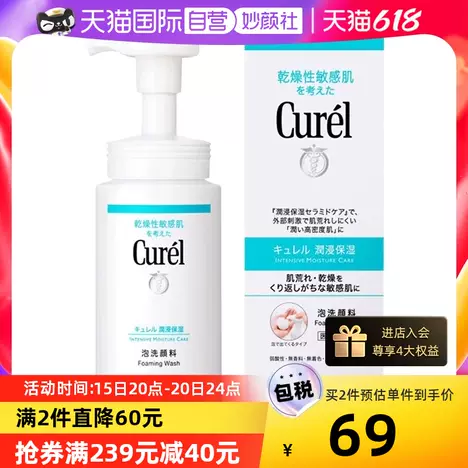 天猫国际 自营 妙颜社
天猫618
乾燥性敏感肌
を考えた
Curél
『潤浸保湿セラミドケア』で、
外部刺激で肌荒れしにくい
「潤い高密度肌」に
キュレル 潤浸保湿
INTENSIVE MOISTURE CARE
肌荒れ・乾燥を
くり返しがちな敏感肌に
泡洗顔料
泡で出てくるタイプ
乾燥性敏感肌
を考えた
Curél
キュレル 潤浸保湿
INTENSIVE MOISTURE CARE
泡洗顔料
Foaming Wash
进店入会
尊享4大权益
活动时间:15日20点-20日24点
满2件直降60元
抢券满239元减40元
包税
买2件预估单件到手价
¥
69